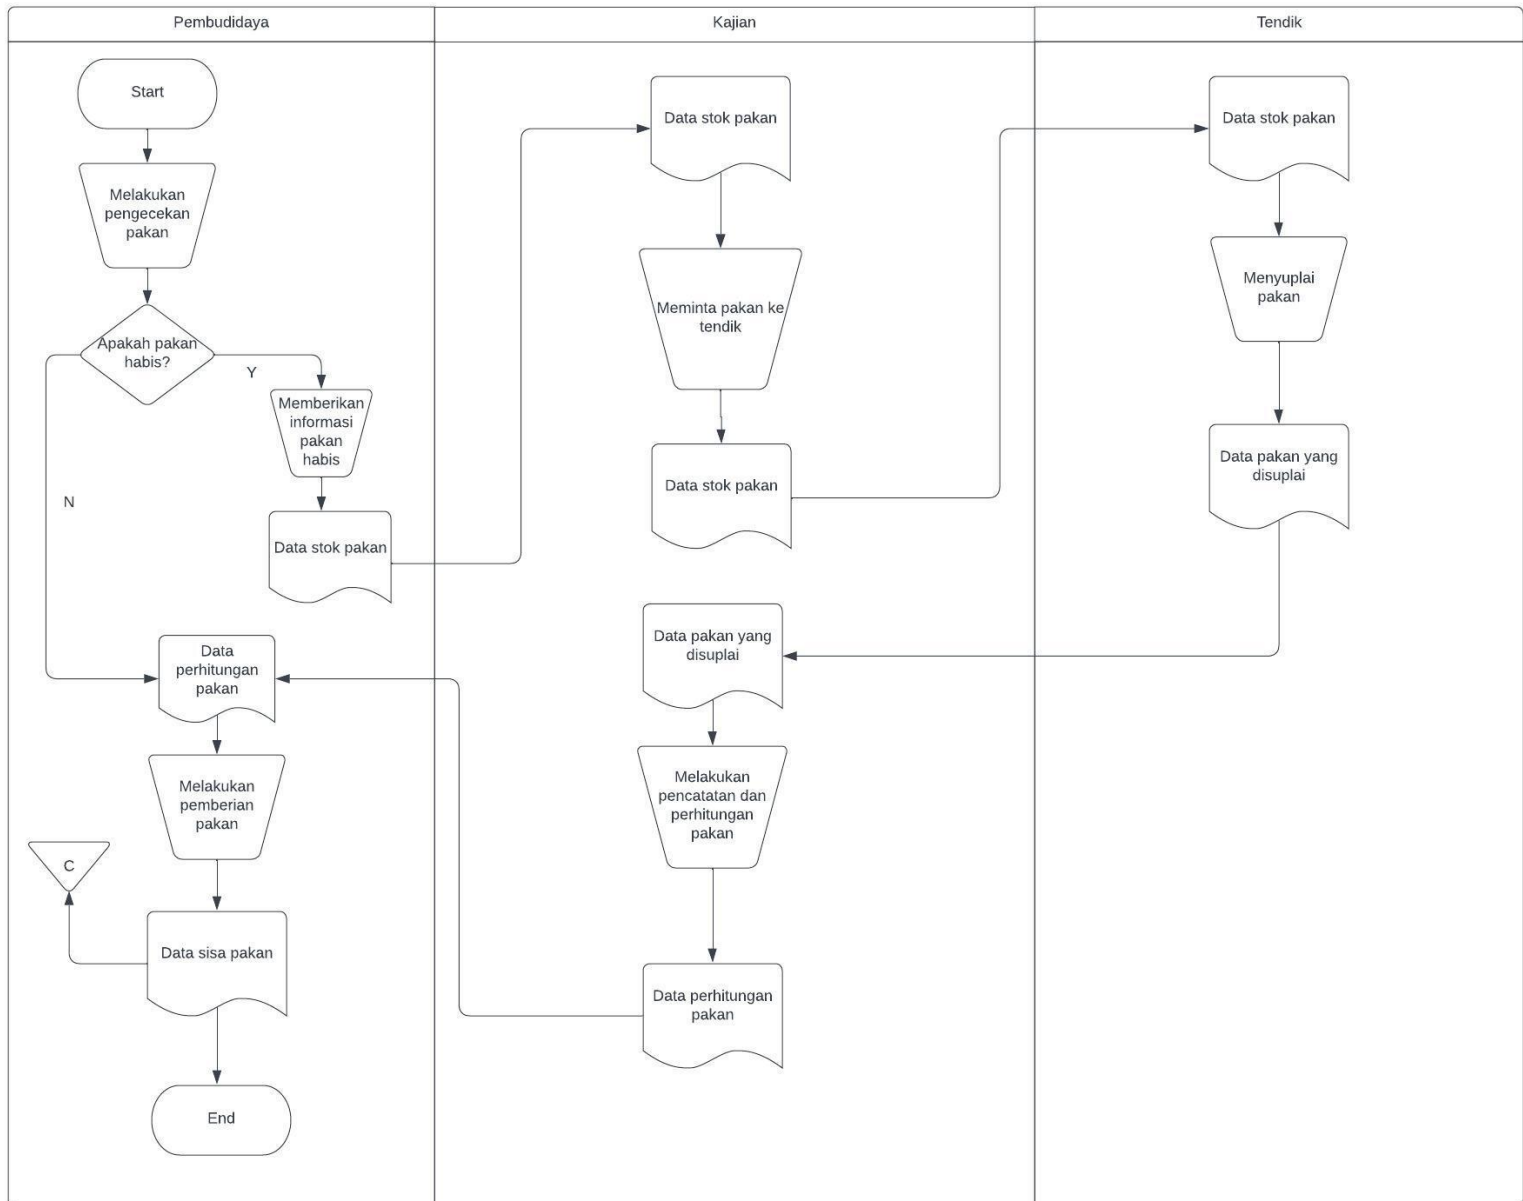 Pembudidaya
Kajian
Tendik
Start
Melakukan
pengecekan
pakan
Apakah pakan
habis?
Y
N
Memberikan
informasi
pakan
habis
Data stok pakan
Data
perhitungan
pakan
Melakukan
pemberian
pakan
C
Data sisa pakan
End
Data stok pakan
Meminta pakan ke
tendik
Data stok pakan
Data pakan yang
disuplai
Melakukan
pencatatan dan
perhitungan
pakan
Data perhitungan
pakan
Data stok pakan
Menyuplai
pakan
Data pakan yang
disuplai